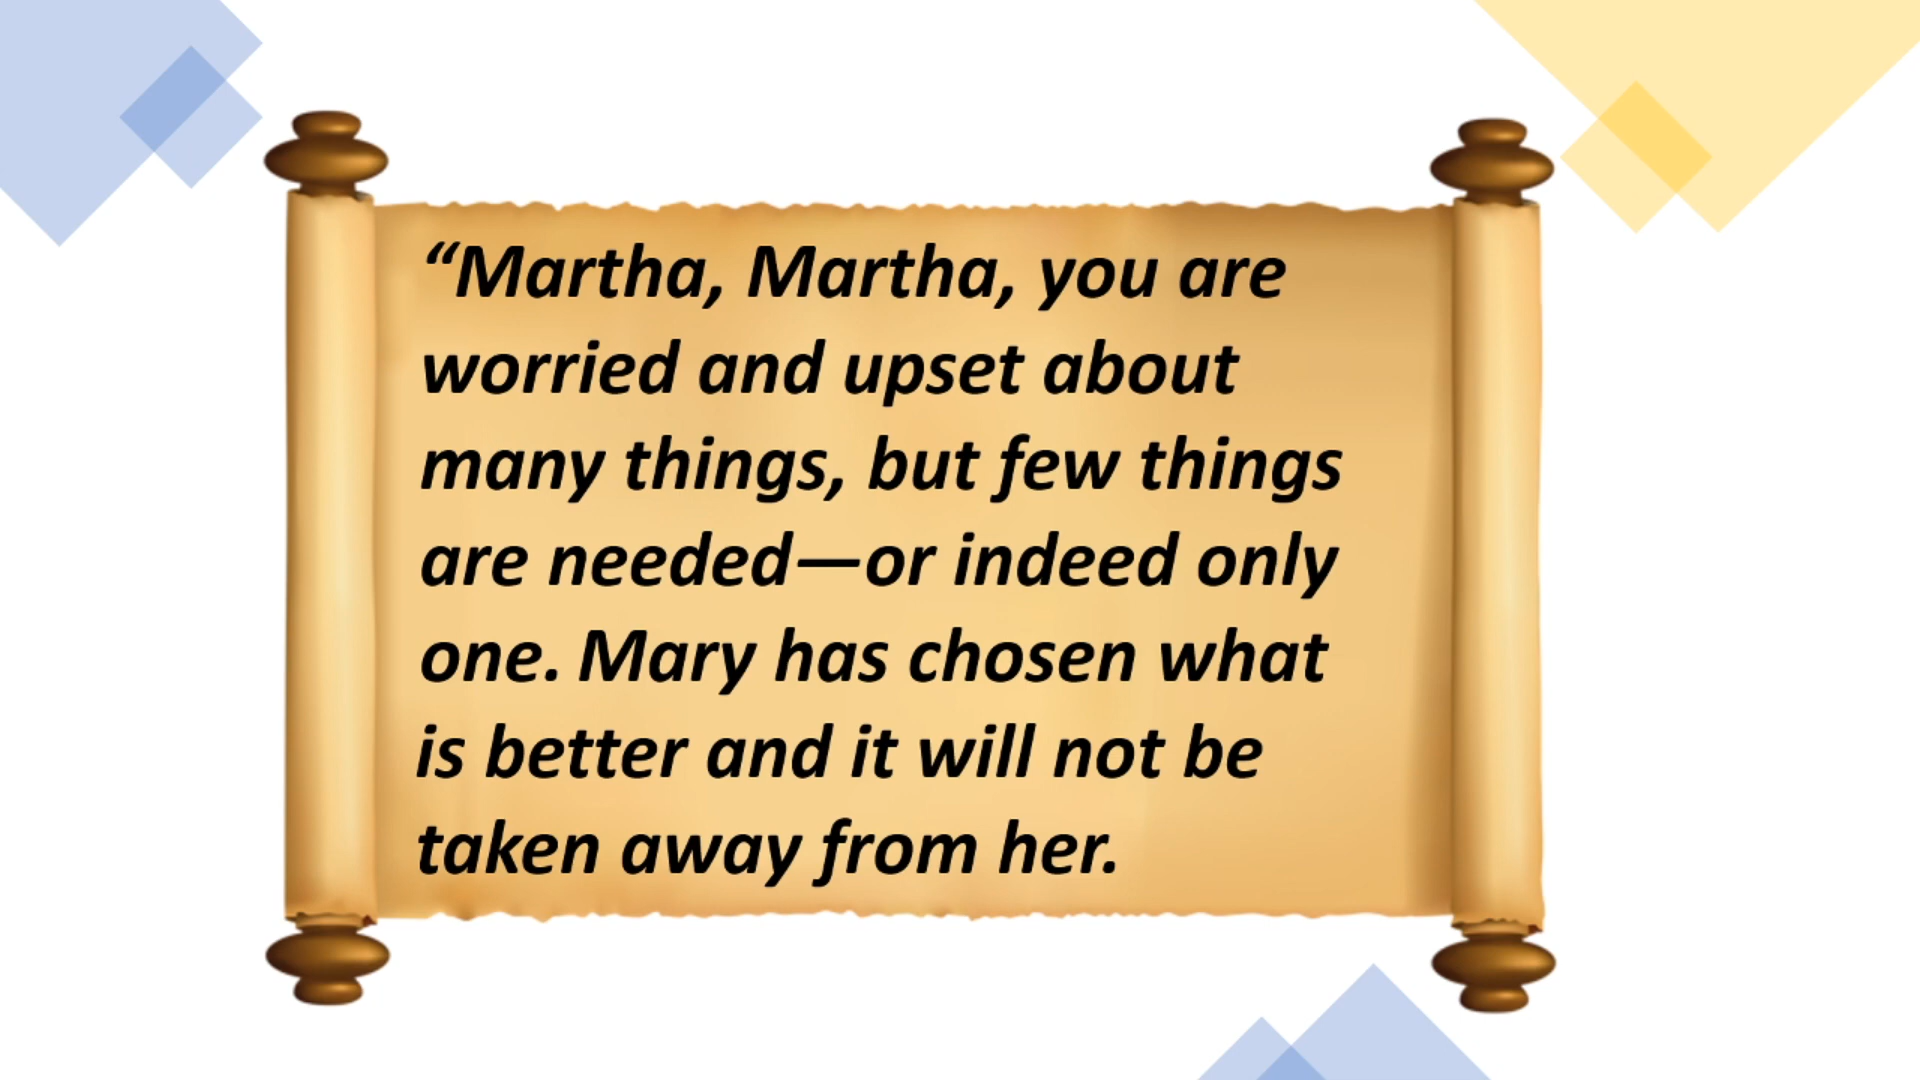 “Martha, Martha, you are
worried and upset about
many things, but few things
are needed—or indeed only
one. Mary has chosen what
is better and it will not be
taken away from her.